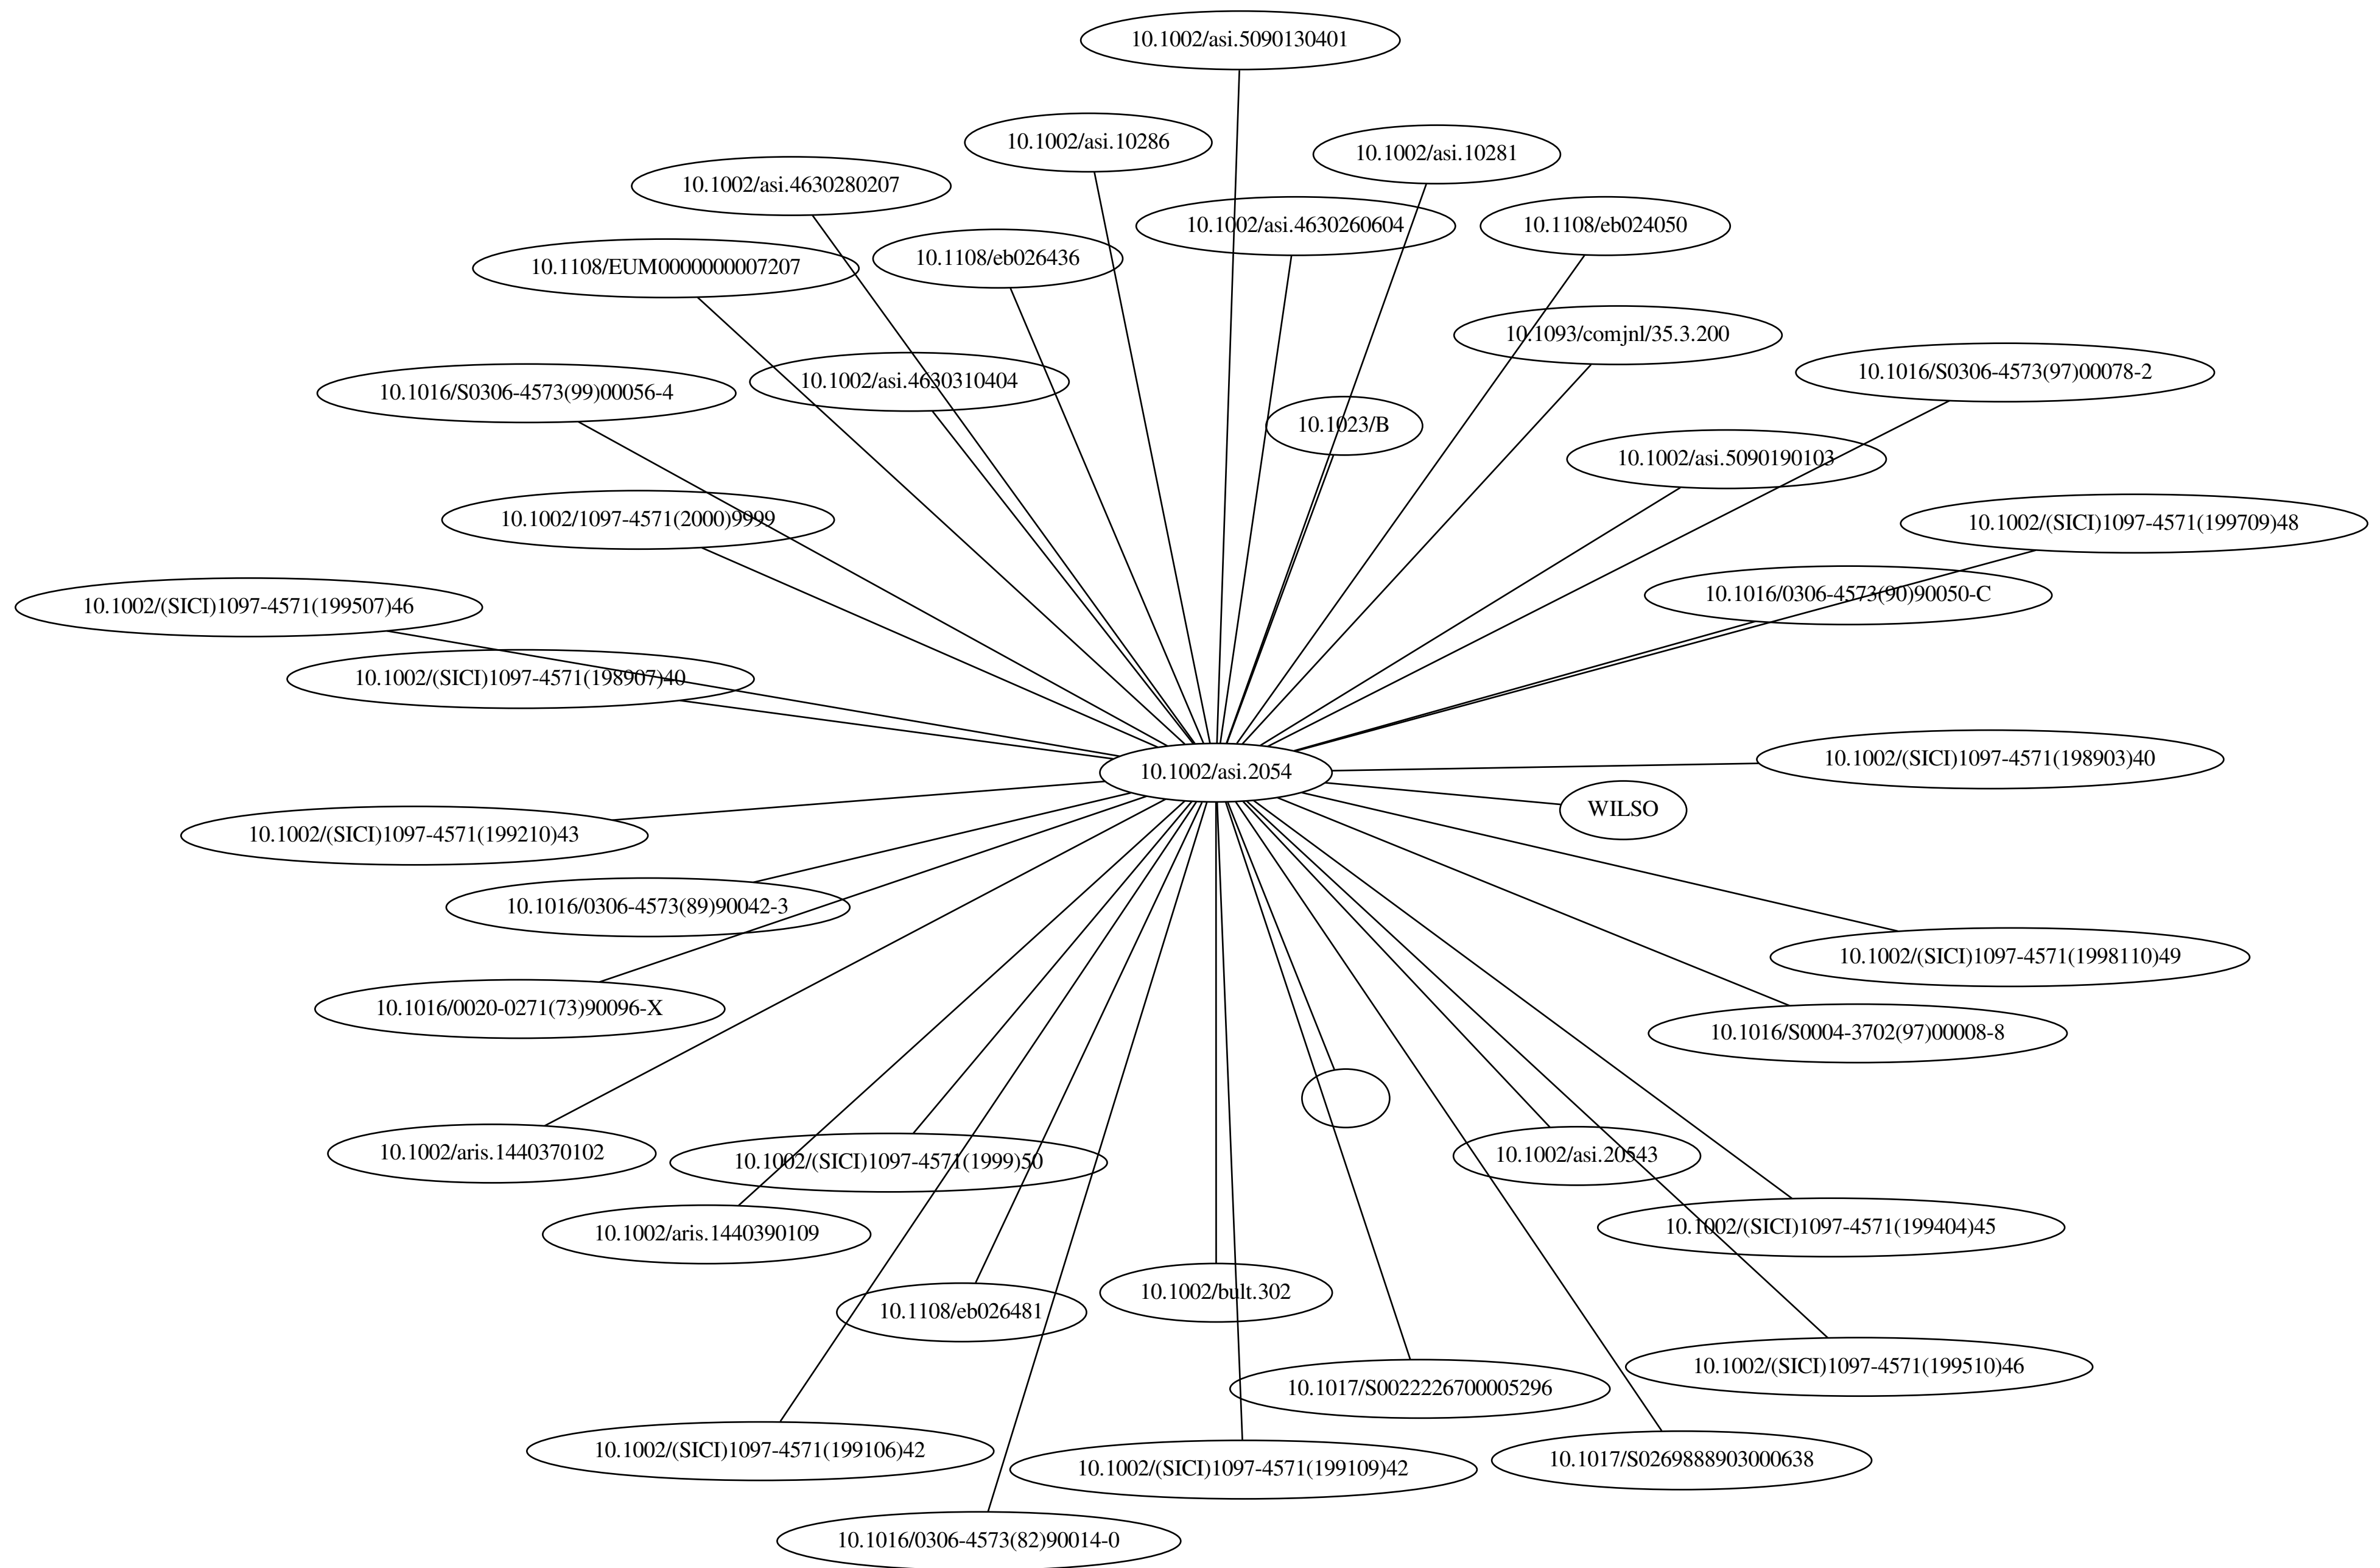 10.1002/asi.5090130401
10.1002/asi.10286
10.1002/asi.10281
10.1002/asi.4630280207
10.1002/asi.4630260604
10.1108/eb024050
10.1108/eb026436
10.1108/EUM0000000007207
10.1093/comjnl/35.3.200
10.1016/S0306-4573(97)00078-2
10.1002/asi.4630310404
10.1016/S0306-4573(99)00056-4
10.1023/B
10.1002/asi.5090190103
10.1002/1097-4571(2000)9999
10.1002/(SICI)1097-4571(199709)48
10.1016/0306-4573(90)90050-C
10.1002/(SICI)1097-4571(199507)46
10.1002/(SICI)1097-4571(198907)40
10.1002/(SICI)1097-4571(198903)40
10.1002/asi.2054
WILSO
10.1002/(SICI)1097-4571(199210)43
10.1016/0306-4573(89)90042-3
10.1002/(SICI)1097-4571(1998110)49
10.1016/0020-0271(73)90096-X
10.1016/S0004-3702(97)00008-8
10.1002/aris.1440370102
10.1002/(SICI)1097-4571(1999)50
10.1002/asi.20543
10.1002/(SICI)1097-4571(199404)45
10.1002/aris.1440390109
10.1002/bult.302
10.1108/eb026481
10.1002/(SICI)1097-4571(199510)46
10.1017/S0022226700005296
10.1002/(SICI)1097-4571(199106)42
10.1017/S0269888903000638
10.1002/(SICI)1097-4571(199109)42
10.1016/0306-4573(82)90014-0